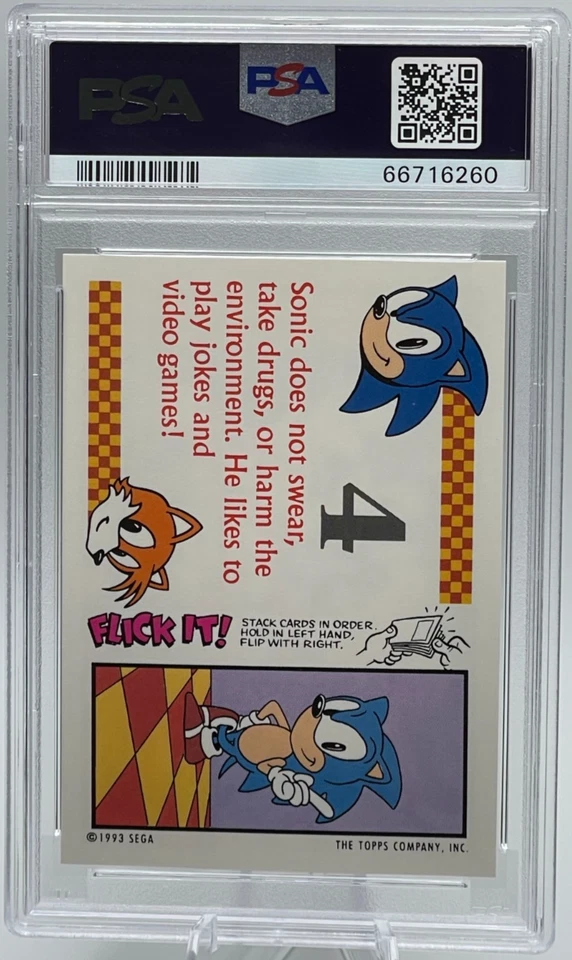 PSA
PSA
66716260
4
Sonic does not swear,
take drugs, or harm the
environment. He likes to
play jokes and
video games!
FLICK IT!
STACK CARDS IN ORDER.
HOLD IN LEFT HAND,
FLIP WITH RIGHT.
©1993 SEGA
THE TOPPS COMPANY, INC.